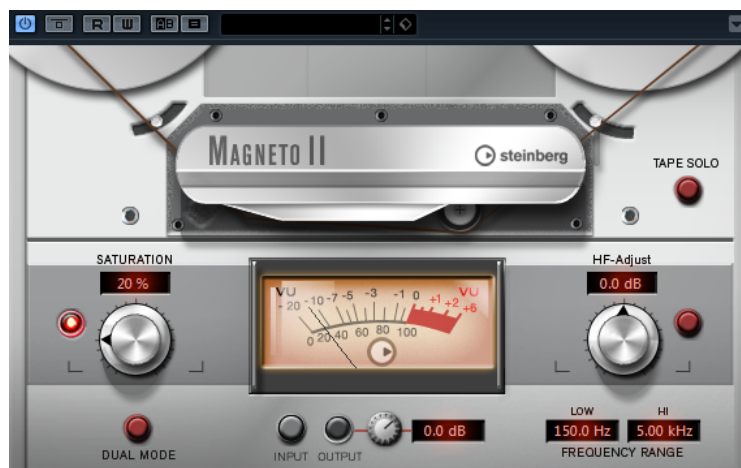 R W AB
MAGNETO II
steinberg
TAPE SOLO
SATURATION
20 %
HF-Adjust
0.0 dB
VU VU
- 20 -10 -7 -5 -3 -1 0 +1 +2 +6
0 20 40 60 80 100
DUAL MODE
INPUT OUTPUT
0.0 dB
LOW HI
150.0 Hz 5.00 kHz
FREQUENCY RANGE